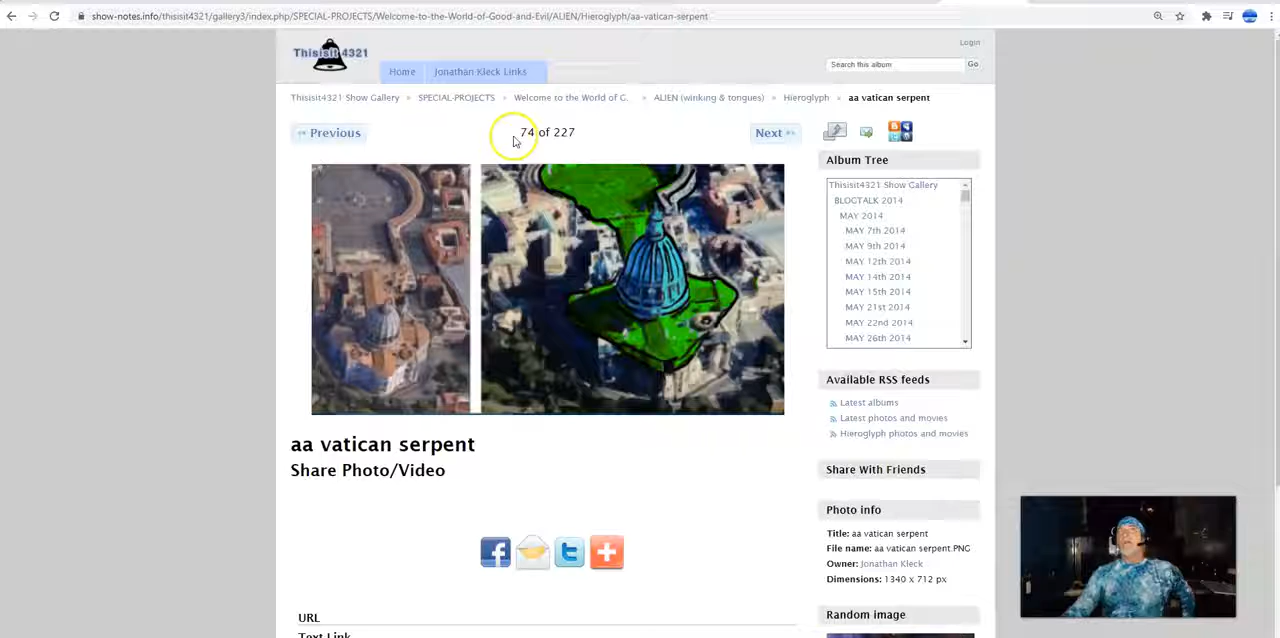 show-notes.info/thisisit4321/gallery3/index.php/SPECIAL-PROJECTS/Welcome-to-the-World-of-Good-and-Evil/ALIEN/Hieroglyph/aa-vatican-serpent
Thisisit 4321
Login
Home
Jonathan Kleck Links
Search this album
Go
Thisisit4321 Show Gallery » SPECIAL-PROJECTS » Welcome to the World of G. » ALIEN (winking & tongues) » Hieroglyph » aa vatican serpent
Previous
74 of 227
Next
Album Tree
Thisisit4321 Show Gallery
BLOGTALK 2014
MAY 2014
MAY 7th 2014
MAY 9th 2014
MAY 12th 2014
MAY 14th 2014
MAY 15th 2014
MAY 21st 2014
MAY 22nd 2014
MAY 26th 2014
Available RSS feeds
Latest albums
Latest photos and movies
Hieroglyph photos and movies
aa vatican serpent
Share Photo/Video
Share With Friends
Photo info
Title: aa vatican serpent
File name: aa vatican serpent.PNG
Owner: Jonathan Kleck
Dimensions: 1340 x 712 px
Random image
URL
Text Link